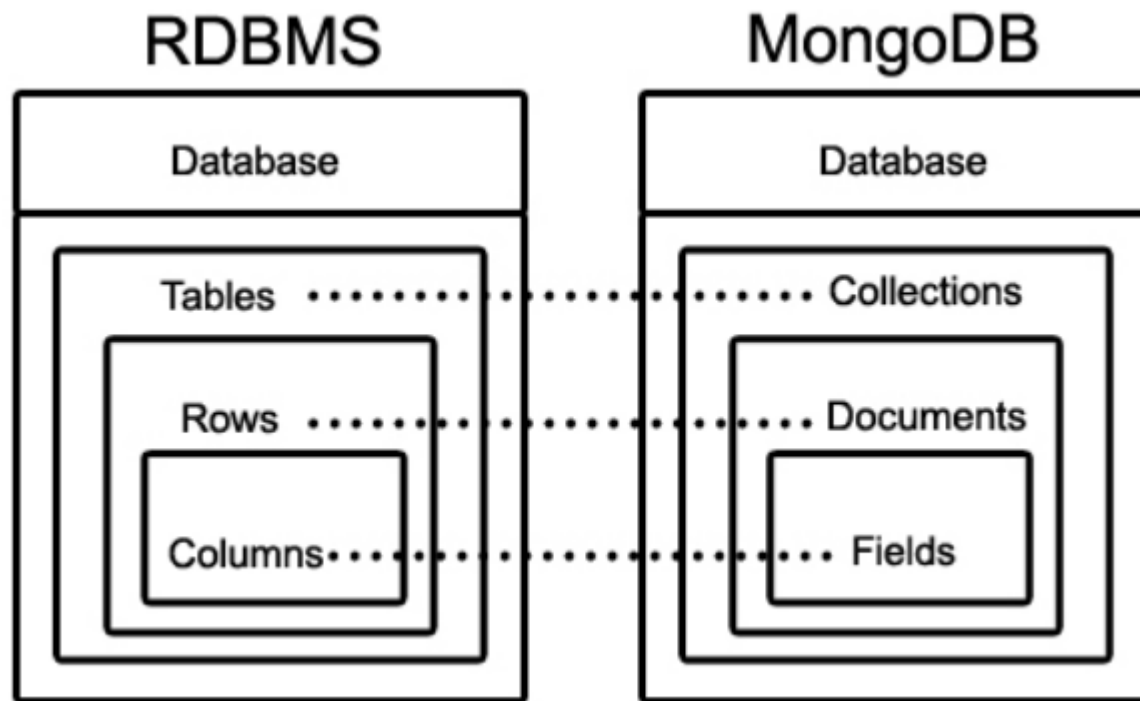 RDBMS MongoDB
Database Database
Tables Collections
Rows Documents
Columns Fields